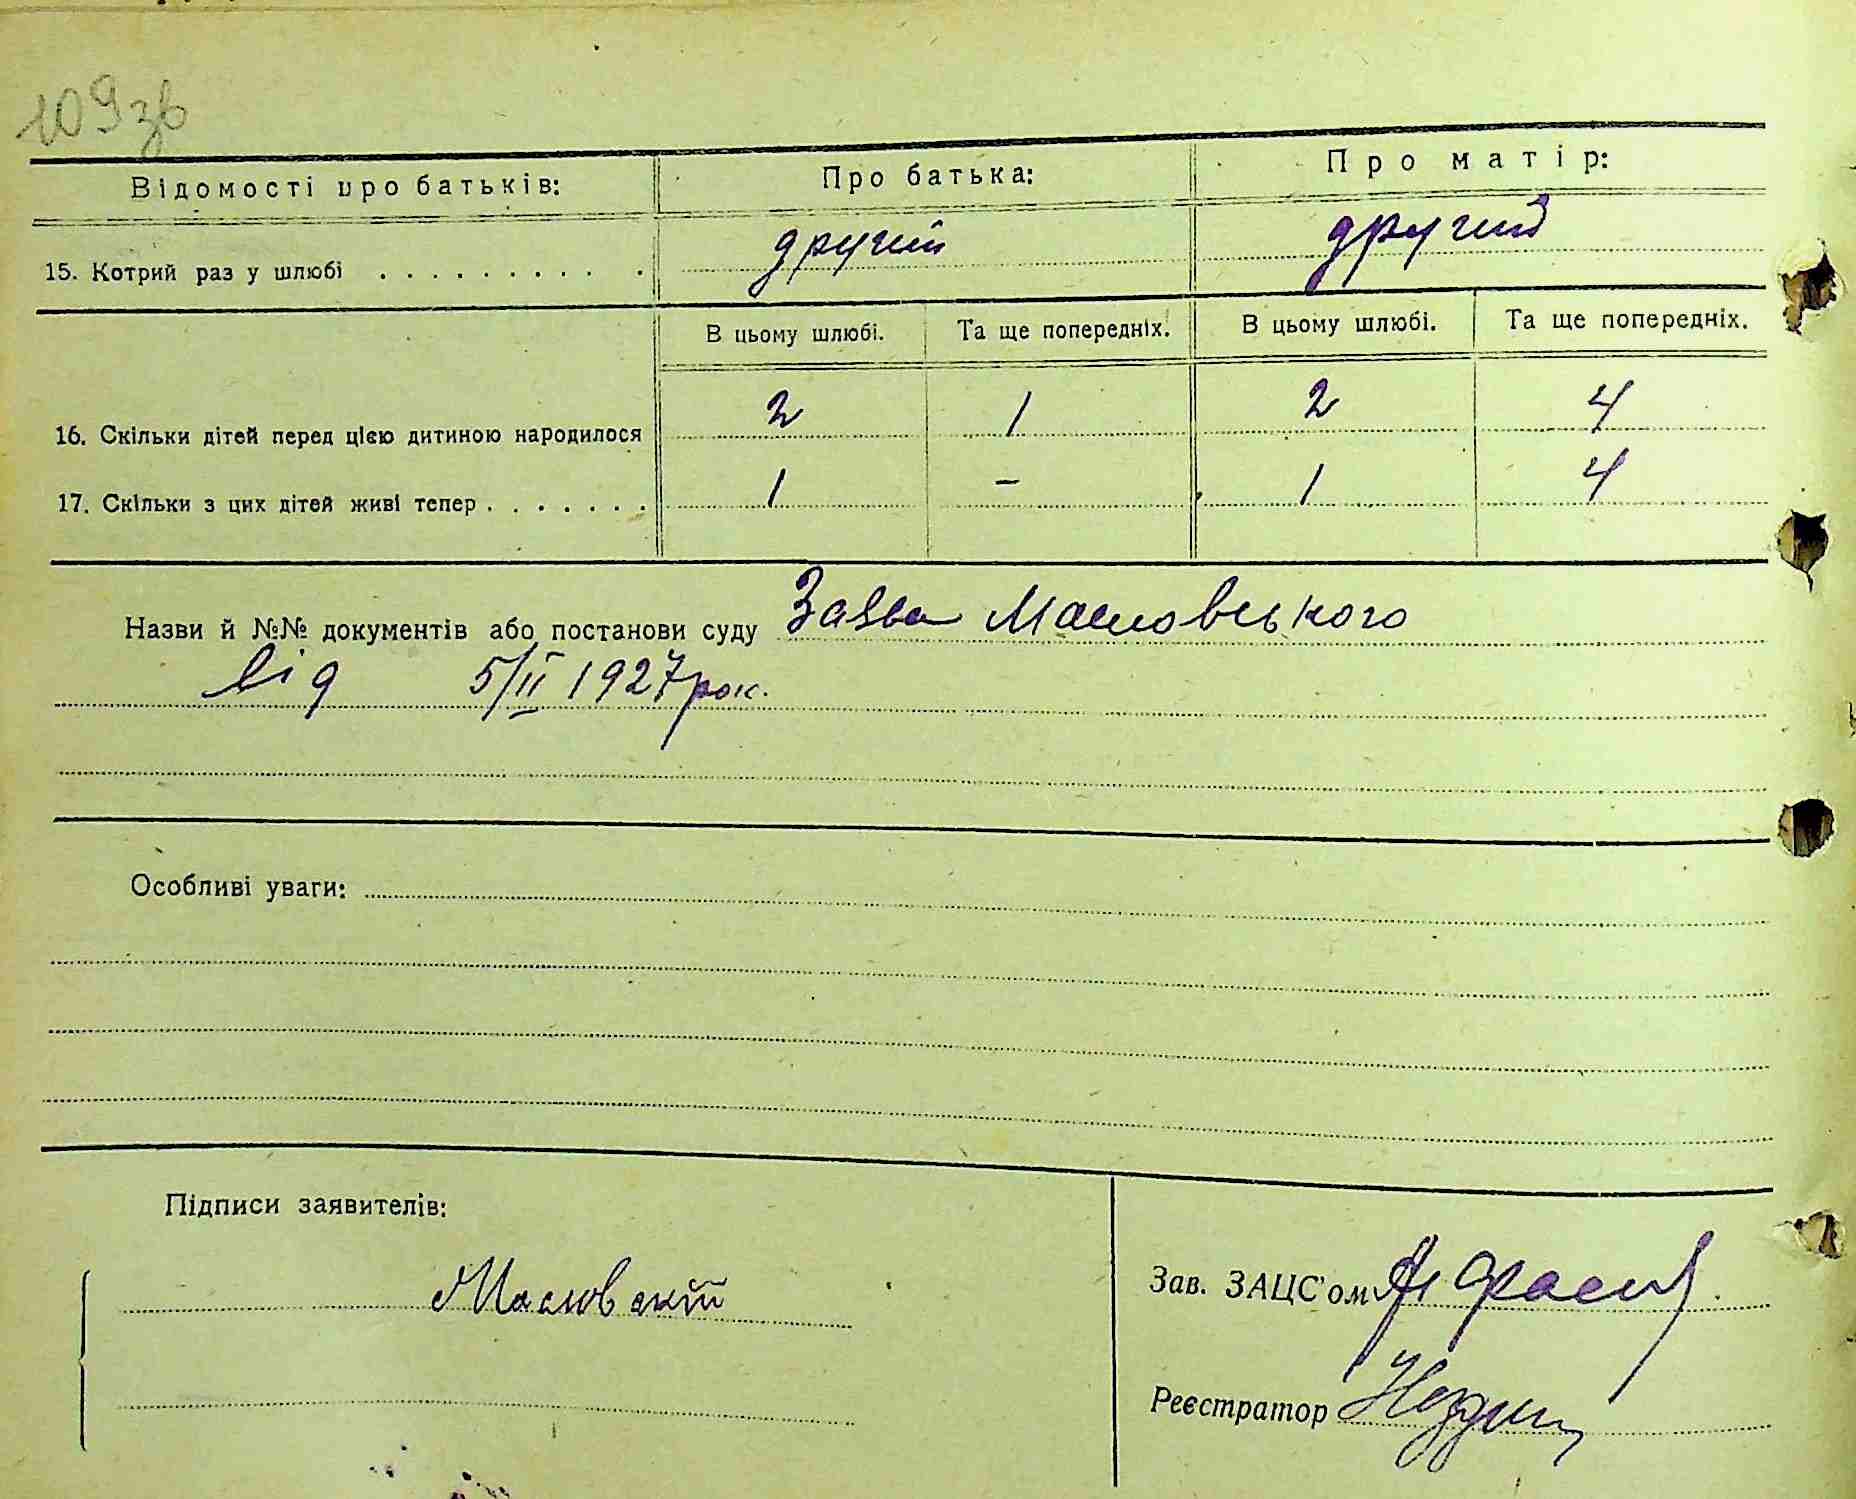 109зв
Відомості про батьків: Про батька: Про матір:
15. Котрий раз у шлюбі . . . . . . . . . . другий другий
В цьому шлюбі. Та ще попередніх. В цьому шлюбі. Та ще попередніх.
16. Скільки дітей перед цією дитиною народилося 2 1 2 4
17. Скільки з цих дітей живі тепер . . . . . . . 1 – 1 4
Назви й №№ документів або постанови суду Заява Масловського
від 5/II 1927 рок.
Особливі уваги:
Підписи заявителів:
Масловскій
Зав. ЗАЦС'ом
Реєстратор